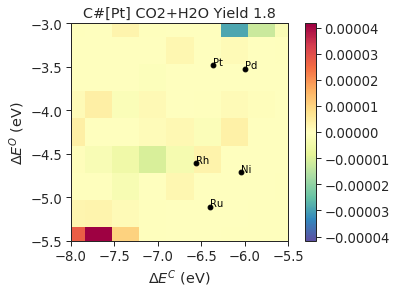 C#[Pt] CO2+H2O Yield 1.8
−3.0
−3.5
−4.0
−4.5
−5.0
−5.5
ΔE^O (eV)
Pt
Pd
Rh
Ni
Ru
−8.0 −7.5 −7.0 −6.5 −6.0 −5.5
ΔE^C (eV)
0.00004
0.00003
0.00002
0.00001
0.00000
−0.00001
−0.00002
−0.00003
−0.00004